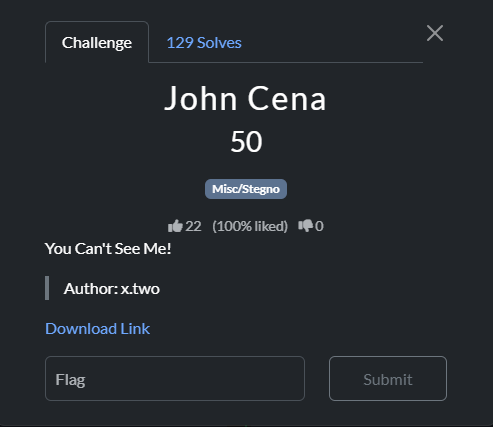 Challenge
129 Solves
John Cena
50
Misc/Stegno
22 (100% liked) 0
You Can't See Me!
Author: x.two
Download Link
Flag
Submit